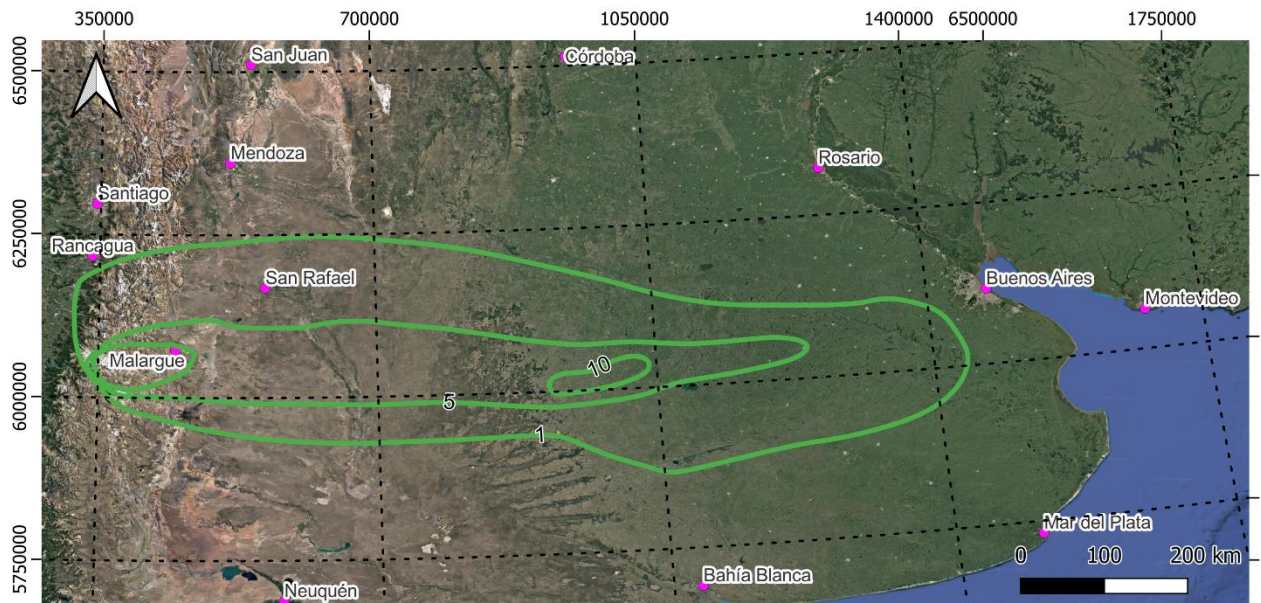 350000 700000 1050000 1400000 6500000 1750000
6500000
San Juan
Córdoba
Mendoza
Rosario
Santiago
6250000
Rancagua
San Rafael
Buenos Aires
Montevideo
Malargue
10
6000000
5
1
Mar del Plata
0 100 200 km
5750000
Bahía Blanca
Neuquén